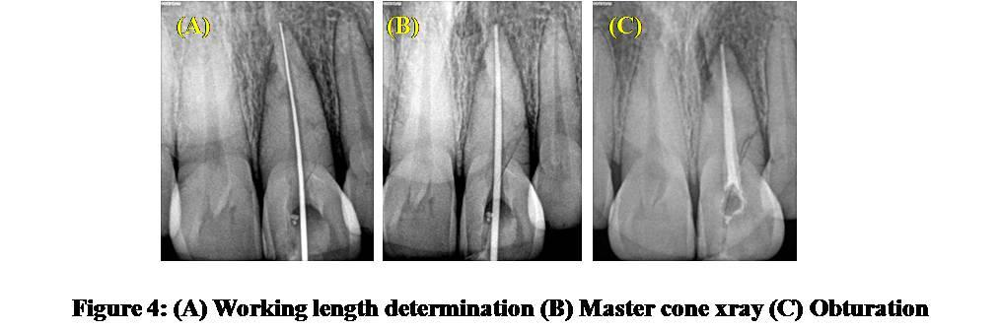 (A) (B) (C)
Figure 4: (A) Working length determination (B) Master cone xray (C) Obturation